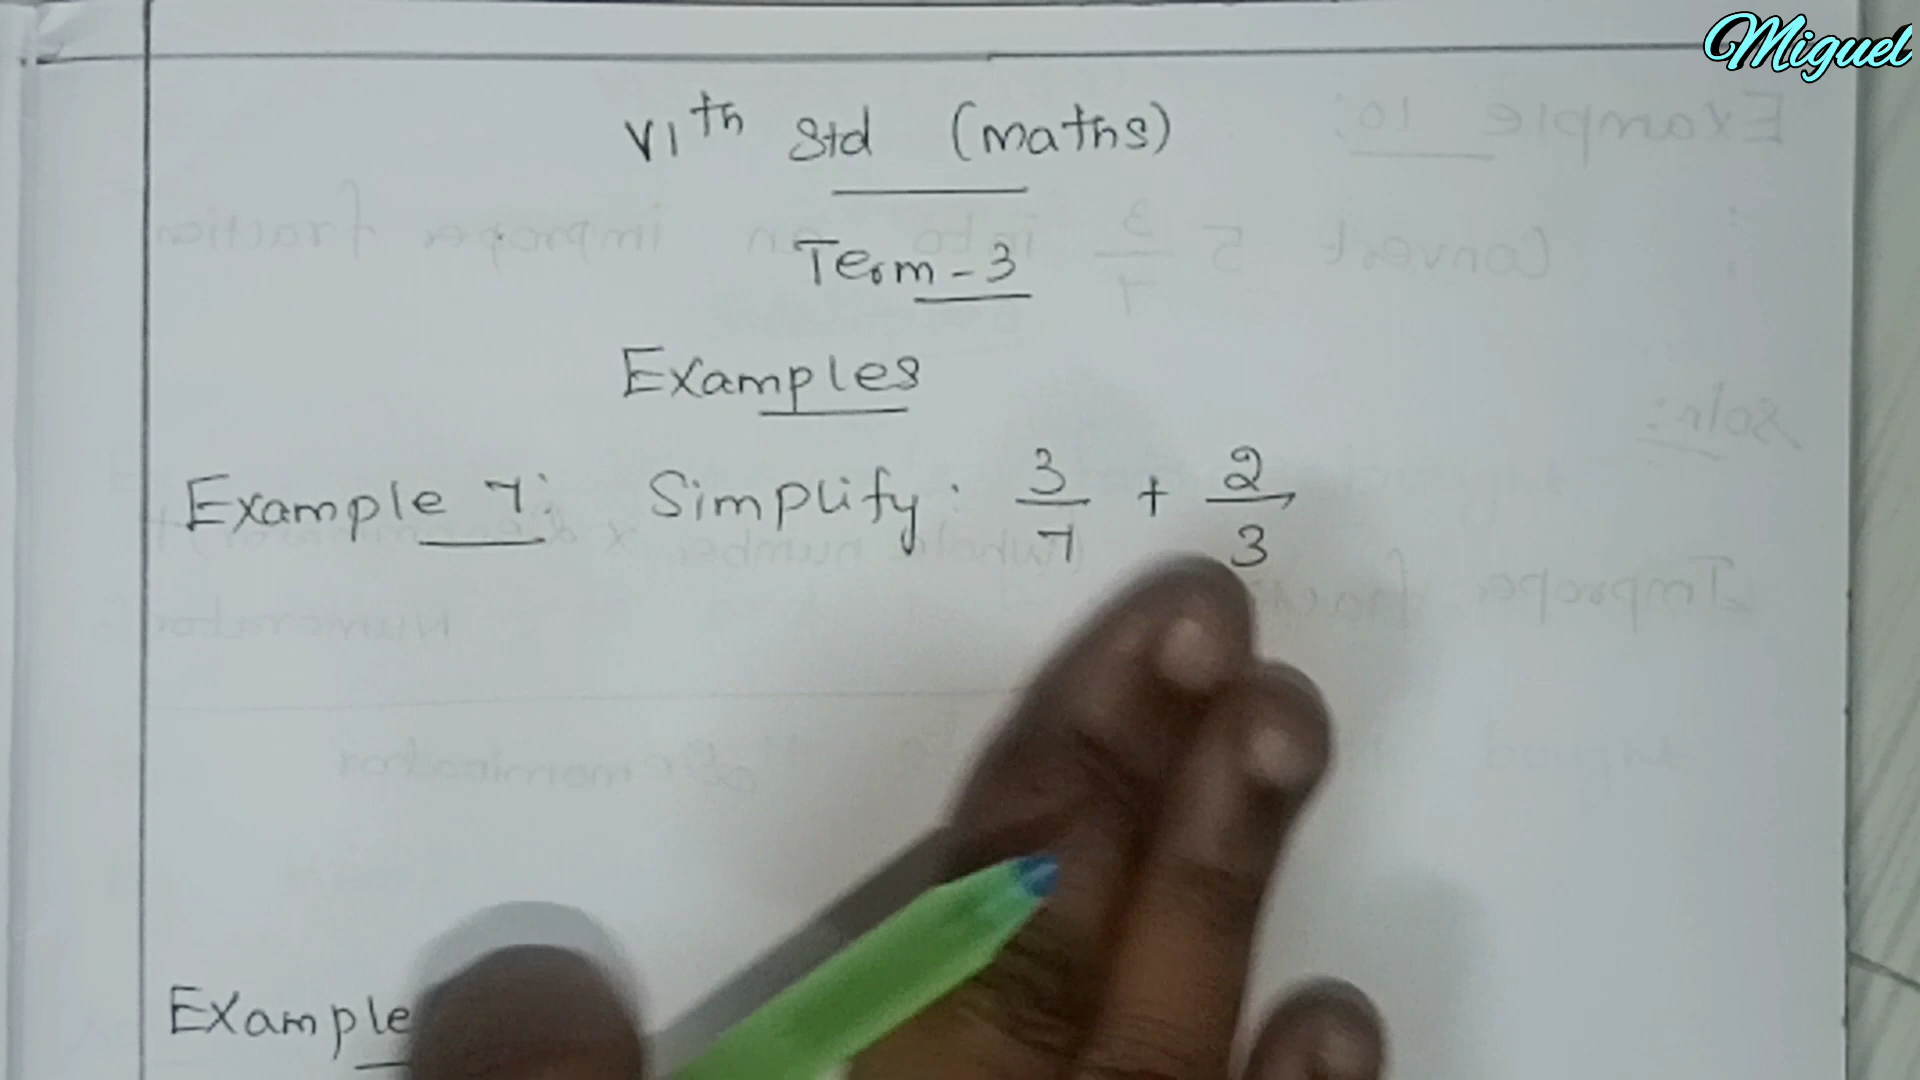 Miguel
VIth Std (maths)
Term - 3
Examples
Example 7: Simplify: 3/7 + 2/3
Example